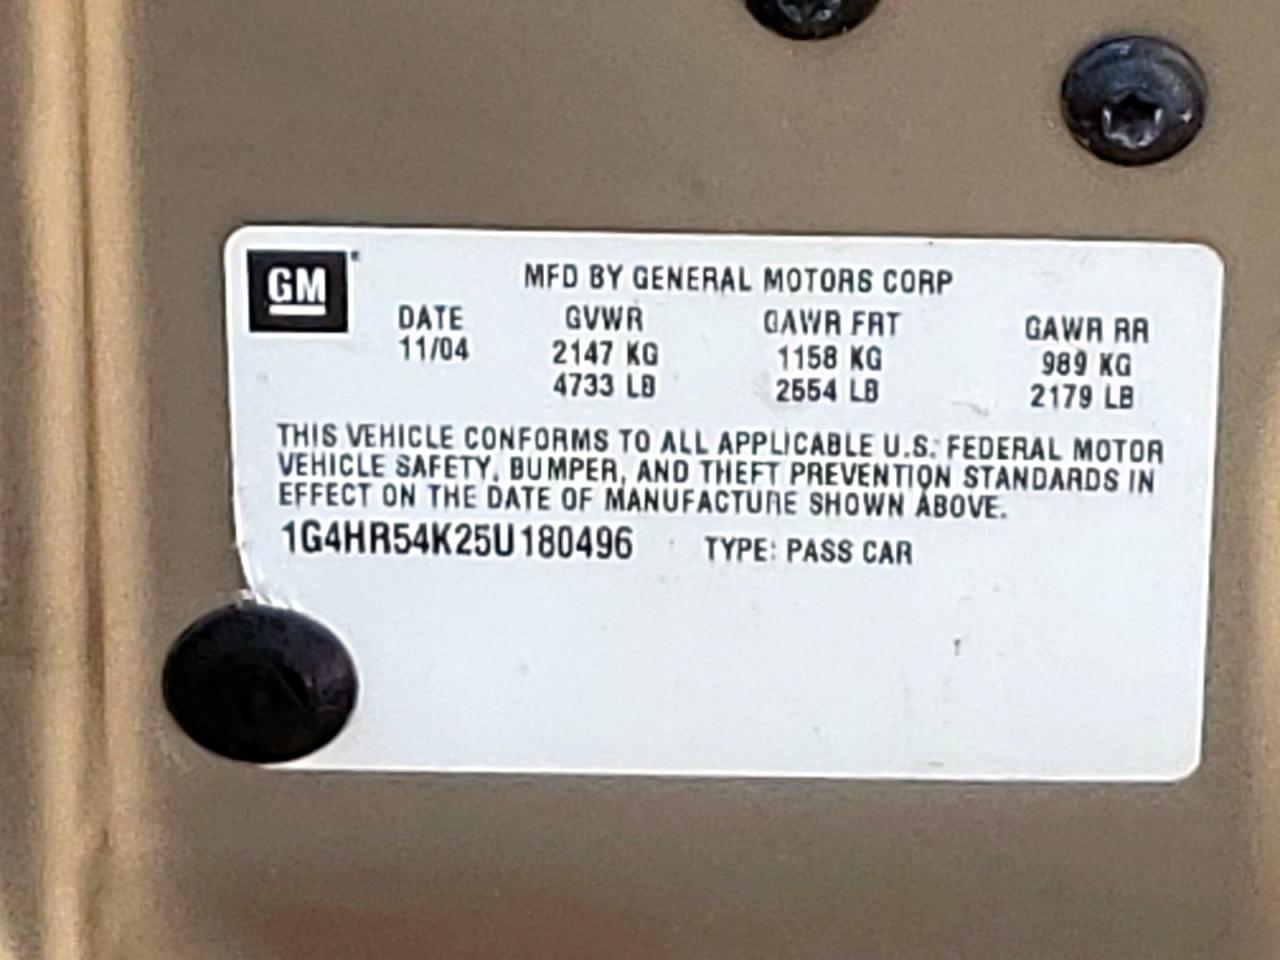 GM
MFD BY GENERAL MOTORS CORP
DATE GVWR GAWR FRT GAWR RR
11/04 2147 KG 1158 KG 989 KG
4733 LB 2554 LB 2179 LB
THIS VEHICLE CONFORMS TO ALL APPLICABLE U.S. FEDERAL MOTOR
VEHICLE SAFETY, BUMPER, AND THEFT PREVENTION STANDARDS IN
EFFECT ON THE DATE OF MANUFACTURE SHOWN ABOVE.
1G4HR54K25U180496 TYPE: PASS CAR